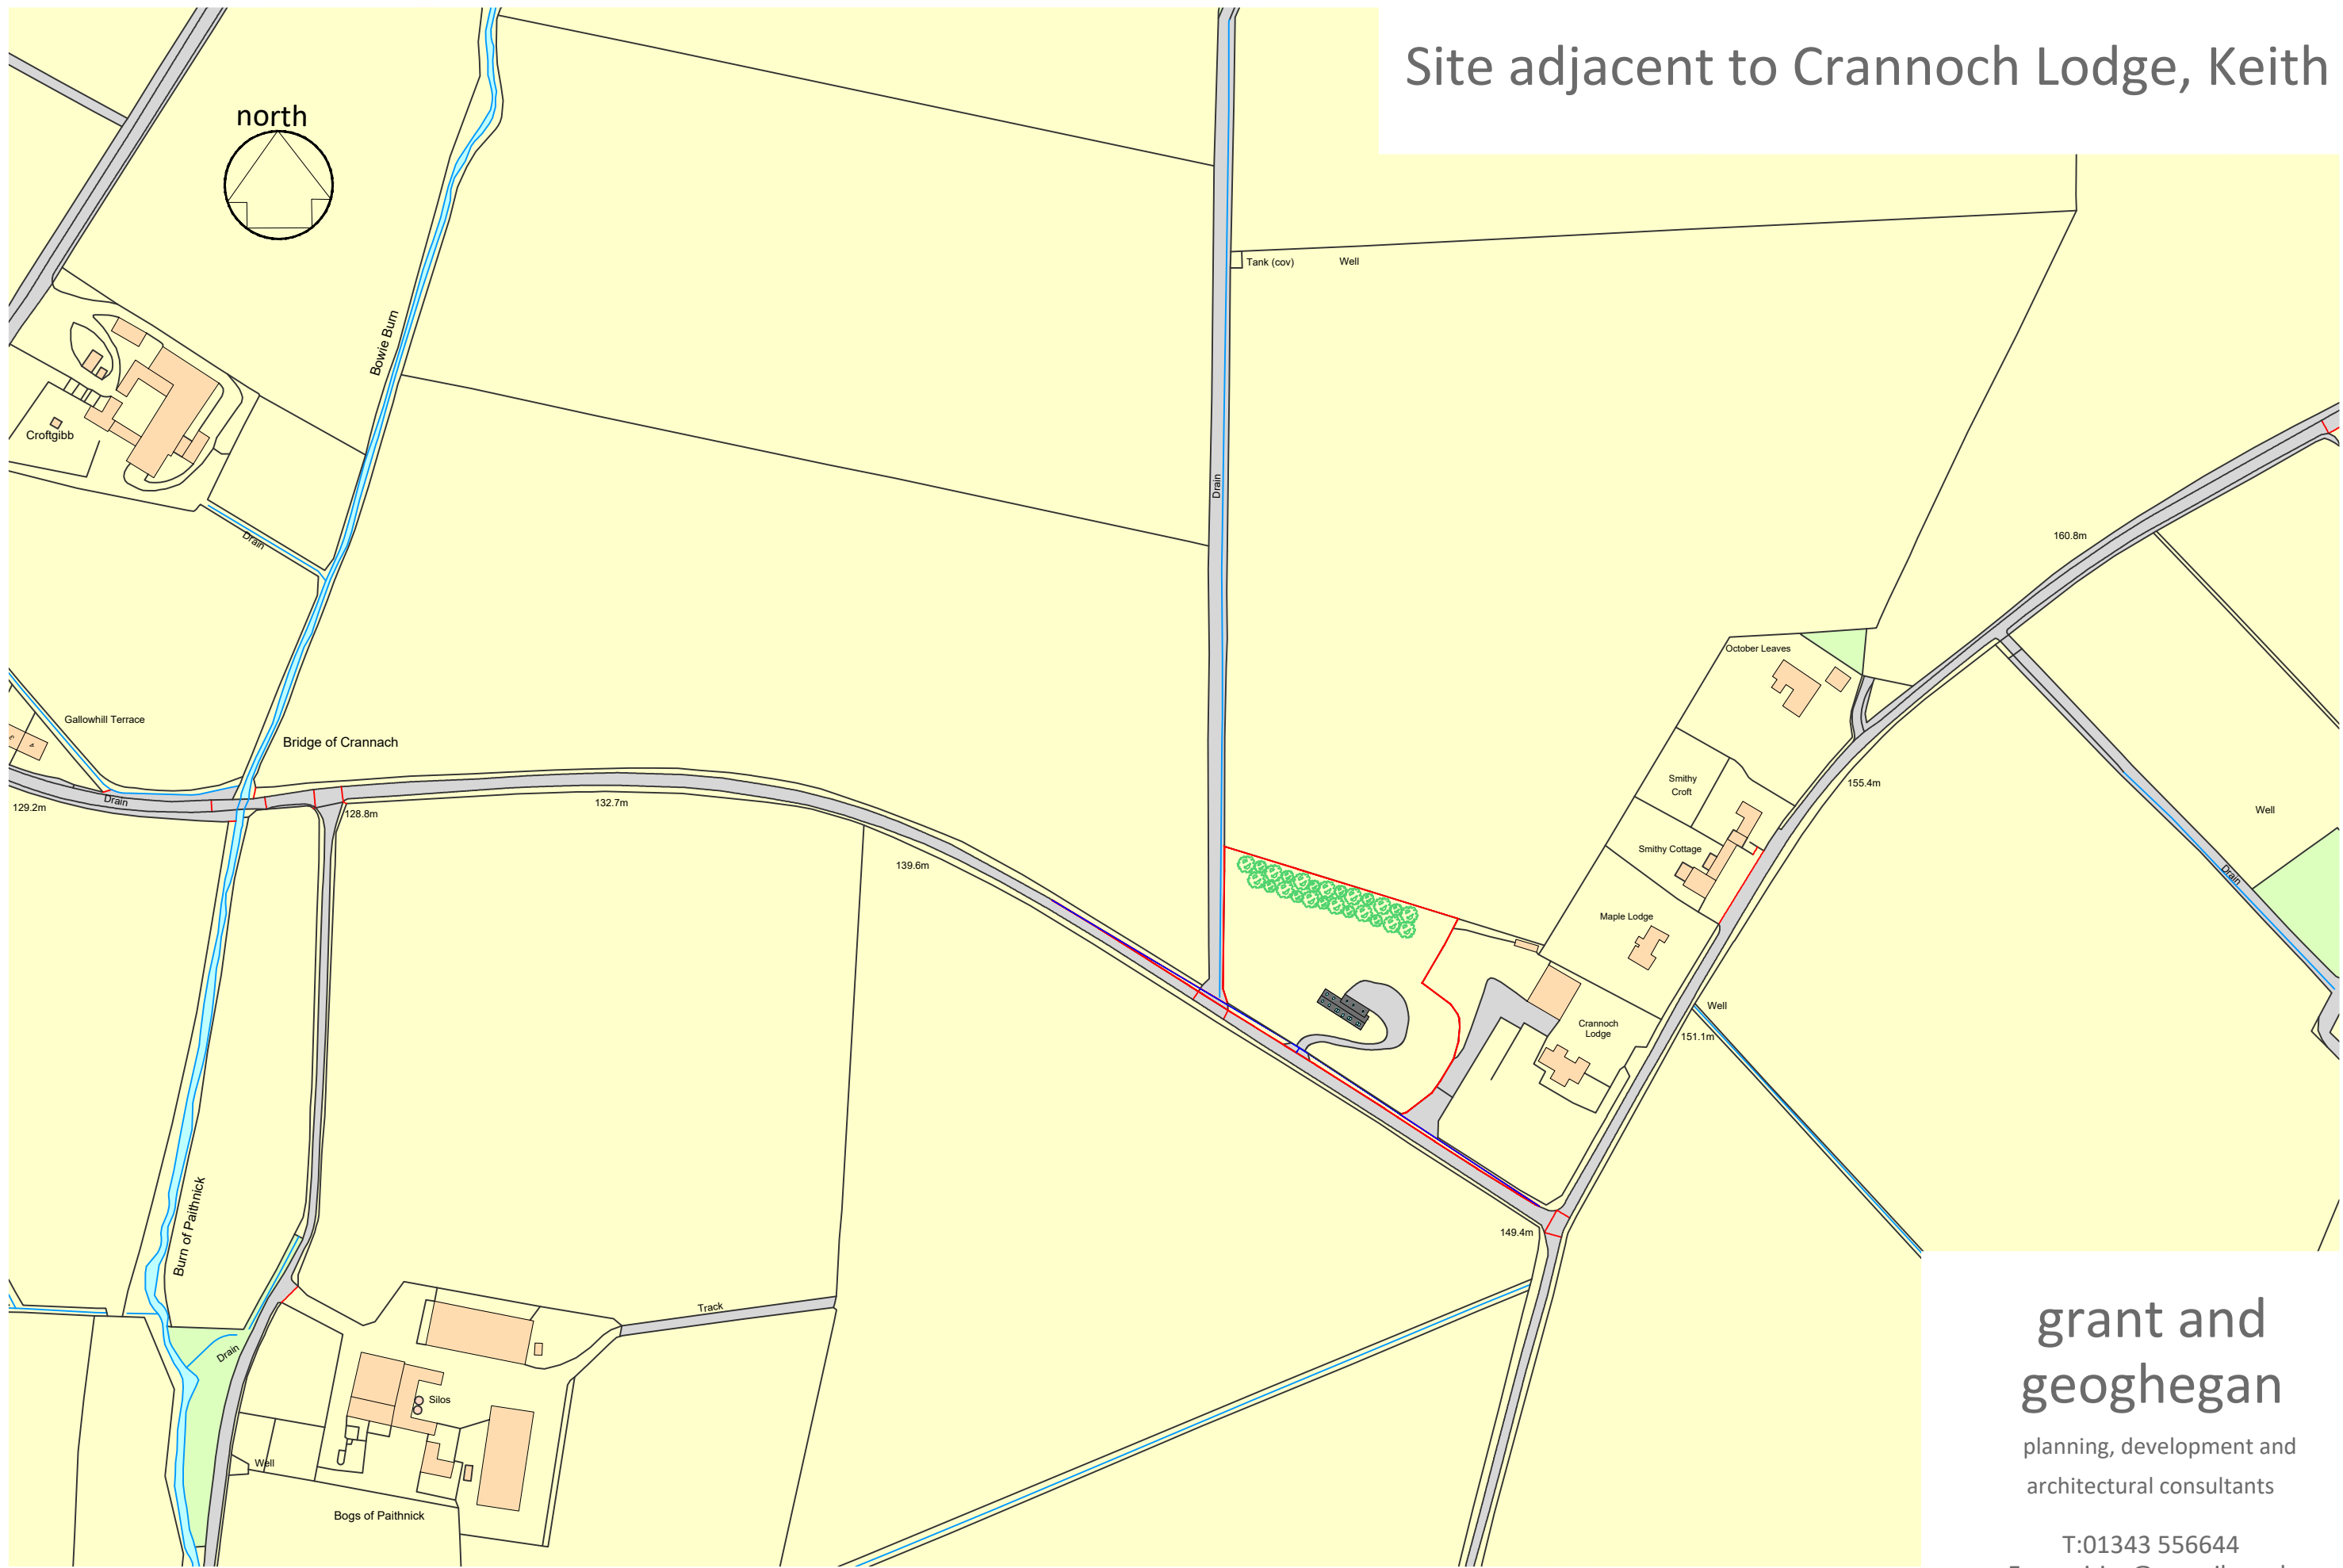 Site adjacent to Crannoch Lodge, Keith
north
Tank (cov)
Well
Bowie Burn
Croftgibb
Drain
Drain
160.8m
October Leaves
Gallowhill Terrace
Bridge of Crannach
Smithy
Croft
155.4m
129.2m
Drain
128.8m
132.7m
Well
Smithy Cottage
139.6m
Drain
Maple Lodge
Well
Crannoch
Lodge
151.1m
Burn of Paithnick
149.4m
Track
Drain
Silos
Well
Bogs of Paithnick
grant and
geoghegan
planning, development and
architectural consultants
T:01343 556644